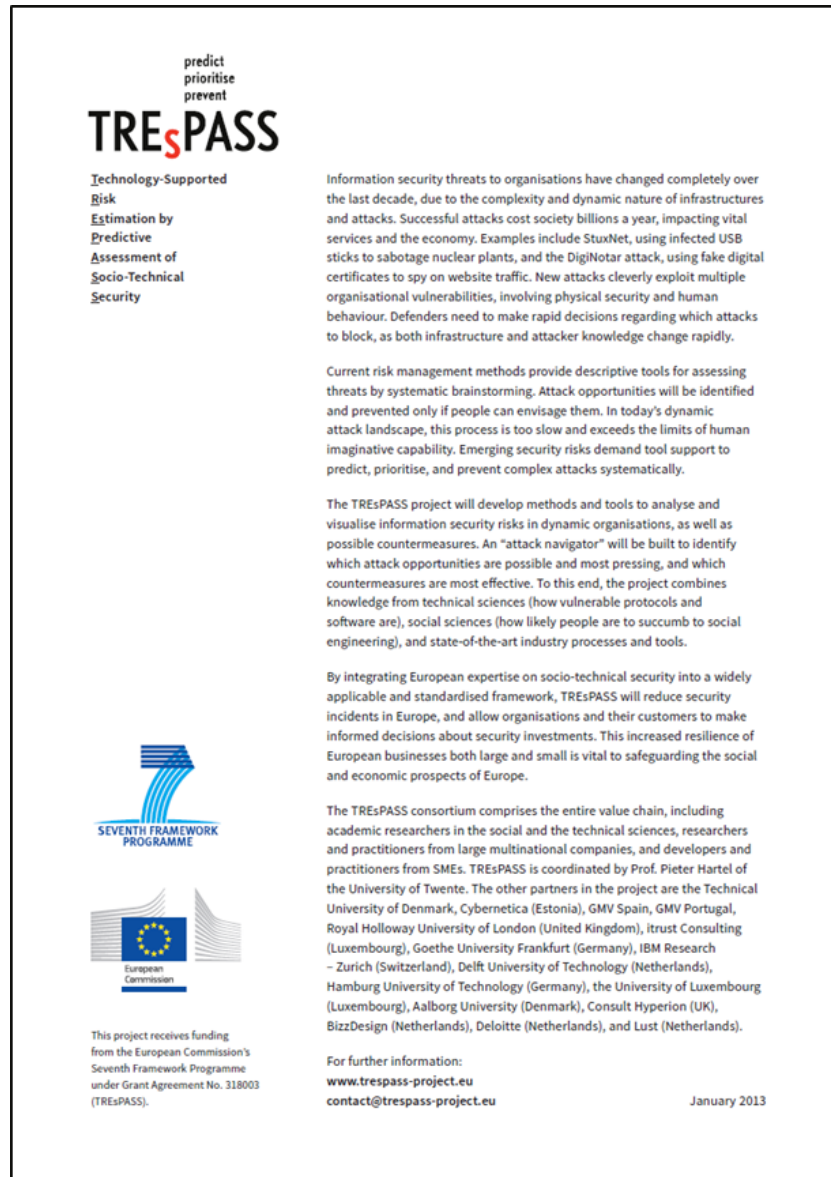 predict
prioritise
prevent
TREsPASS
Technology-Supported
Risk
Estimation by
Predictive
Assessment of
Socio-Technical
Security
Information security threats to organisations have changed completely over
the last decade, due to the complexity and dynamic nature of infrastructures
and attacks. Successful attacks cost society billions a year, impacting vital
services and the economy. Examples include StuxNet, using infected USB
sticks to sabotage nuclear plants, and the DigiNotar attack, using fake digital
certificates to spy on website traffic. New attacks cleverly exploit multiple
organisational vulnerabilities, involving physical security and human
behaviour. Defenders need to make rapid decisions regarding which attacks
to block, as both infrastructure and attacker knowledge change rapidly.
Current risk management methods provide descriptive tools for assessing
threats by systematic brainstorming. Attack opportunities will be identified
and prevented only if people can envisage them. In today's dynamic
attack landscape, this process is too slow and exceeds the limits of human
imaginative capability. Emerging security risks demand tool support to
predict, prioritise, and prevent complex attacks systematically.
The TREsPASS project will develop methods and tools to analyse and
visualise information security risks in dynamic organisations, as well as
possible countermeasures. An “attack navigator” will be built to identify
which attack opportunities are possible and most pressing, and which
countermeasures are most effective. To this end, the project combines
knowledge from technical sciences (how vulnerable protocols and
software are), social sciences (how likely people are to succumb to social
engineering), and state-of-the-art industry processes and tools.
By integrating European expertise on socio-technical security into a widely
applicable and standardised framework, TREsPASS will reduce security
incidents in Europe, and allow organisations and their customers to make
informed decisions about security investments. This increased resilience of
European businesses both large and small is vital to safeguarding the social
and economic prospects of Europe.
The TREsPASS consortium comprises the entire value chain, including
academic researchers in the social and the technical sciences, researchers
and practitioners from large multinational companies, and developers and
practitioners from SMEs. TREsPASS is coordinated by Prof. Pieter Hartel of
the University of Twente. The other partners in the project are the Technical
University of Denmark, Cybernetica (Estonia), GMV Spain, GMV Portugal,
Royal Holloway University of London (United Kingdom), itrust Consulting
(Luxembourg), Goethe University Frankfurt (Germany), IBM Research
– Zurich (Switzerland), Delft University of Technology (Netherlands),
Hamburg University of Technology (Germany), the University of Luxembourg
(Luxembourg), Aalborg University (Denmark), Consult Hyperion (UK),
BizzDesign (Netherlands), Deloitte (Netherlands), and Lust (Netherlands).
For further information:
www.trespass-project.eu
contact@trespass-project.eu
January 2013
SEVENTH FRAMEWORK
PROGRAMME
European
Commission
This project receives funding
from the European Commission's
Seventh Framework Programme
under Grant Agreement No. 318003
(TREsPASS).